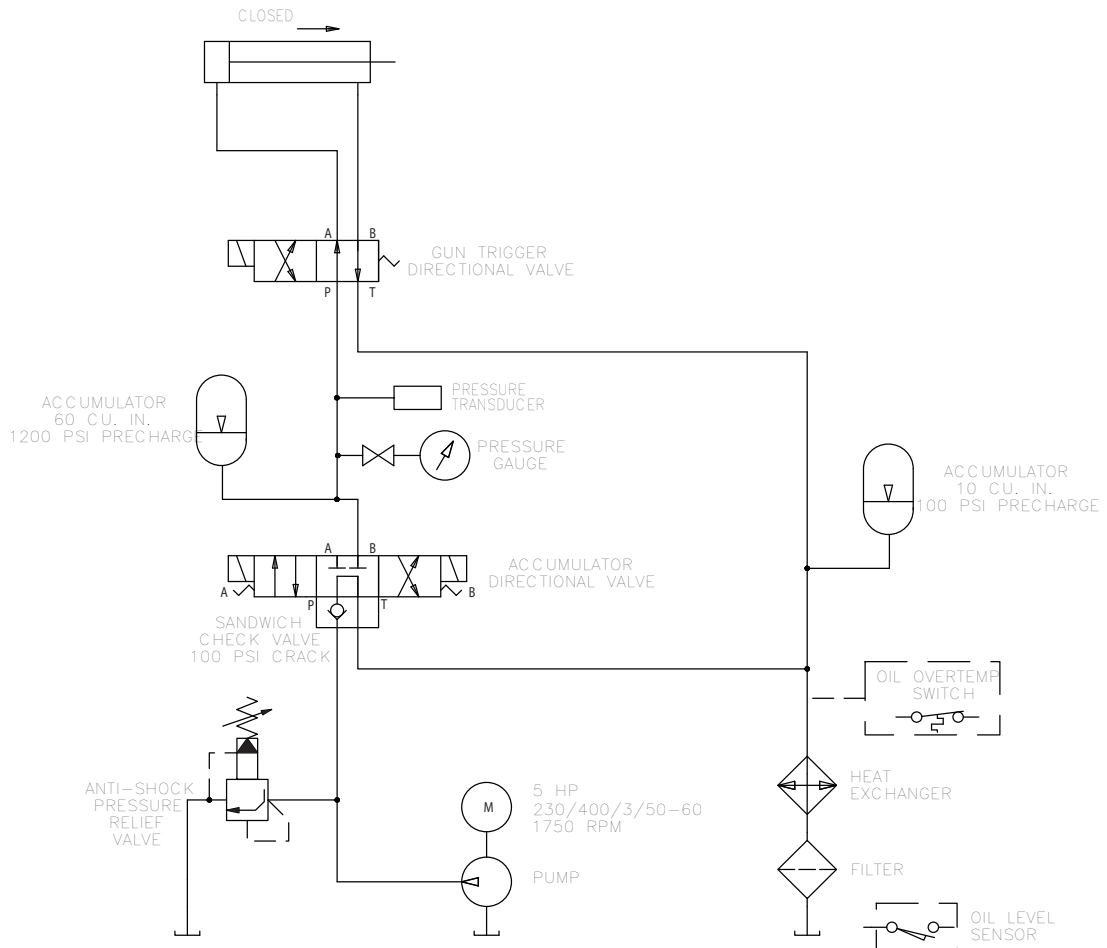 CLOSED
A B
GUN TRIGGER
DIRECTIONAL VALVE
P T
PRESSURE
TRANSDUCER
ACCUMULATOR
60 CU. IN.
1200 PSI PRECHARGE
PRESSURE
GAUGE
ACCUMULATOR
10 CU. IN.
100 PSI PRECHARGE
A B
ACCUMULATOR
DIRECTIONAL VALVE
A B
P T
SANDWICH
CHECK VALVE
100 PSI CRACK
OIL OVERTEMP
SWITCH
ANTI-SHOCK
PRESSURE
RELIEF
VALVE
M
5 HP
230/400/3/50-60
1750 RPM
HEAT
EXCHANGER
PUMP
FILTER
OIL LEVEL
SENSOR